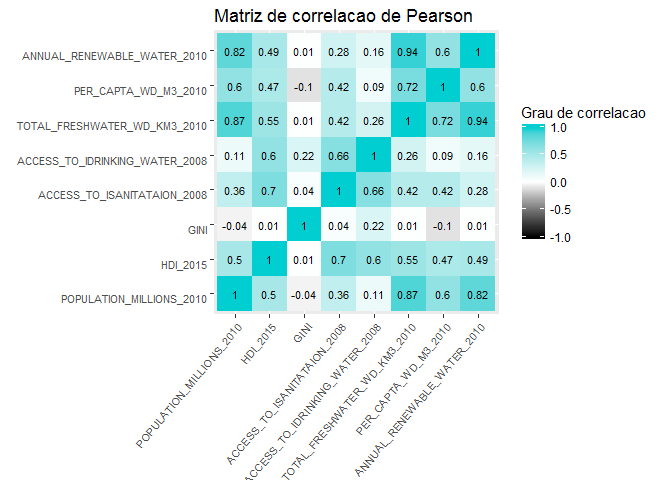 Matriz de correlacao de Pearson
ANNUAL_RENEWABLE_WATER_2010 0.82 0.49 0.01 0.28 0.16 0.94 0.6 1
PER_CAPTA_WD_M3_2010 0.6 0.47 -0.1 0.42 0.09 0.72 1 0.6
TOTAL_FRESHWATER_WD_KM3_2010 0.87 0.55 0.01 0.42 0.26 1 0.72 0.94
ACCESS_TO_IDRINKING_WATER_2008 0.11 0.6 0.22 0.66 1 0.26 0.09 0.16
ACCESS_TO_ISANITATAION_2008 0.36 0.7 0.04 1 0.66 0.42 0.42 0.28
GINI -0.04 0.01 1 0.04 0.22 0.01 -0.1 0.01
HDI_2015 0.5 1 0.01 0.7 0.6 0.55 0.47 0.49
POPULATION_MILLIONS_2010 1 0.5 -0.04 0.36 0.11 0.87 0.6 0.82
POPULATION_MILLIONS_2010
HDI_2015
GINI
ACCESS_TO_ISANITATAION_2008
ACCESS_TO_IDRINKING_WATER_2008
TOTAL_FRESHWATER_WD_KM3_2010
PER_CAPTA_WD_M3_2010
ANNUAL_RENEWABLE_WATER_2010
Grau de correlacao
1.0
0.5
0.0
-0.5
-1.0